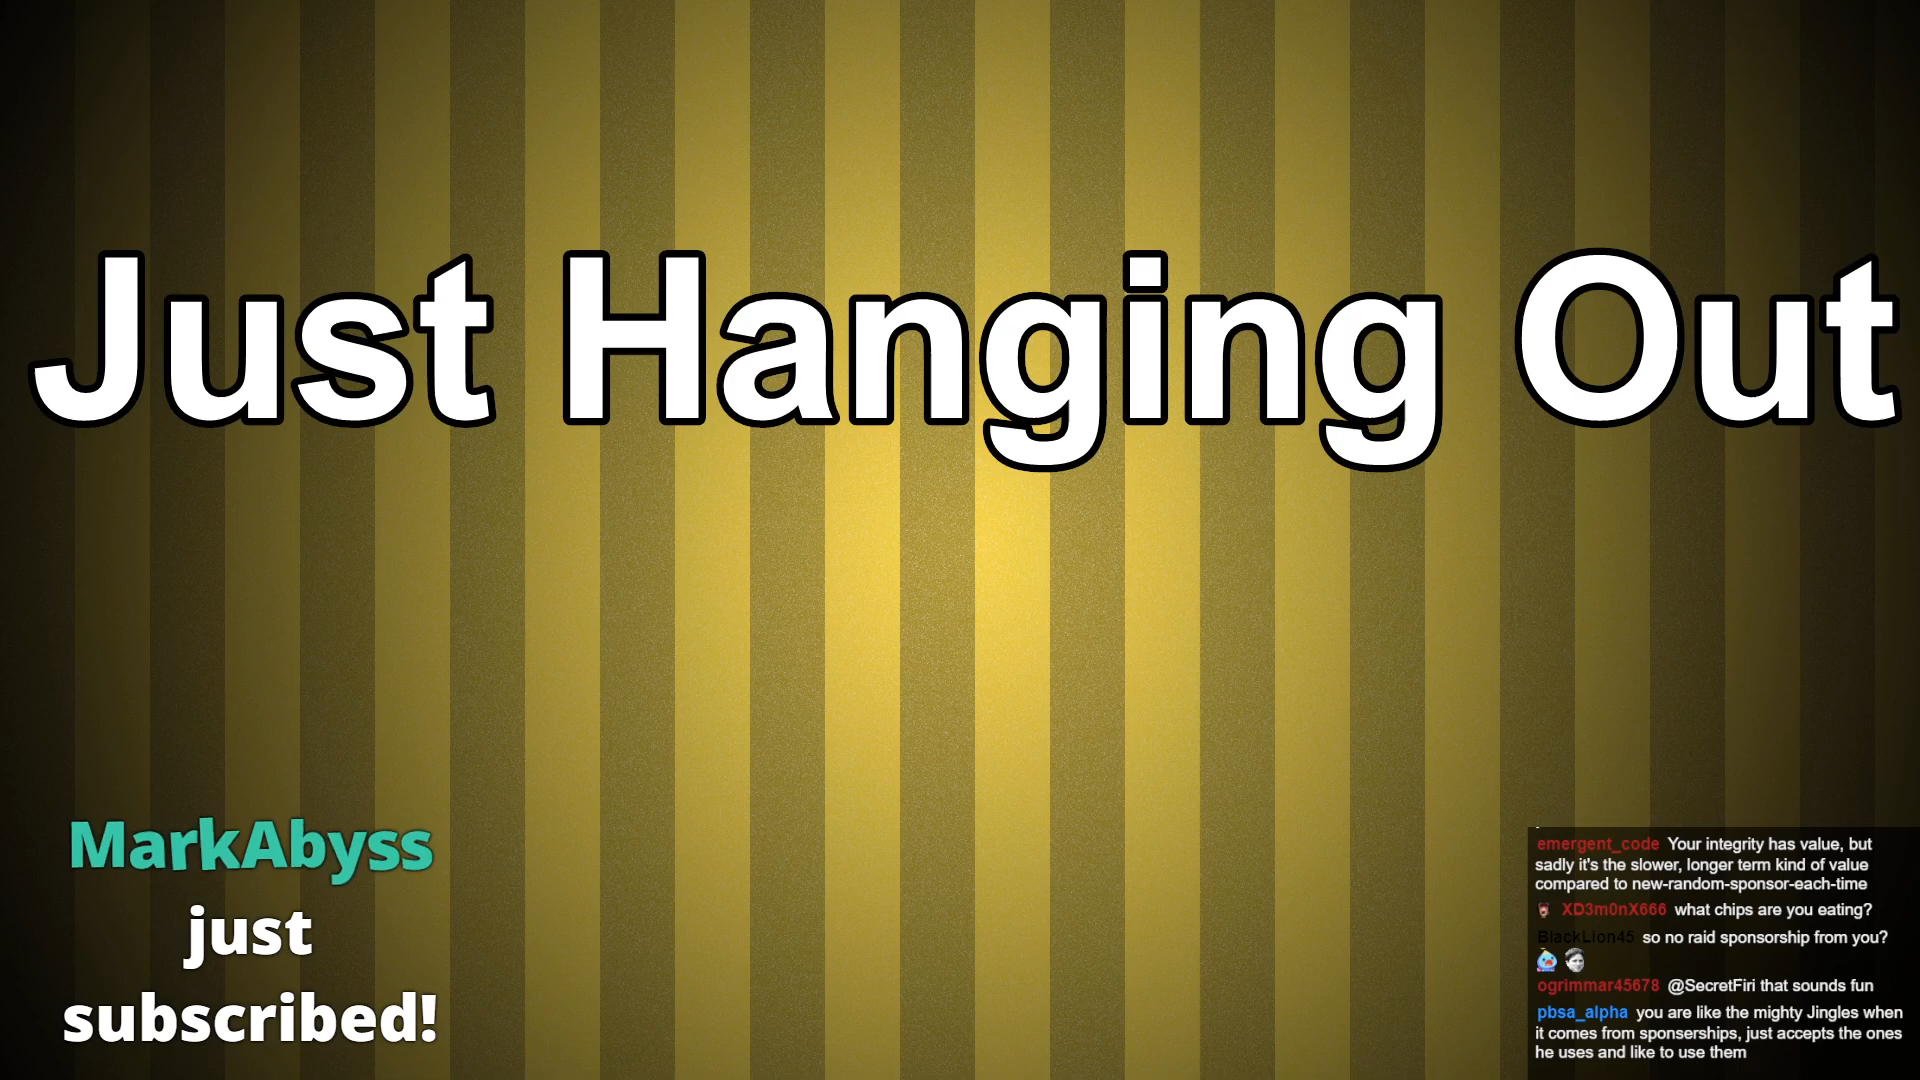 Just Hanging Out
MarkAbyss
just
subscribed!
emergent_code Your integrity has value, but
sadly it's the slower, longer term kind of value
compared to new-random-sponsor-each-time
XD3m0nX666 what chips are you eating?
BlackLion45 so no raid sponsorship from you?
ogrimmar45678 @SecretFiri that sounds fun
pbsa_alpha you are like the mighty Jingles when
it comes from sponserships, just accepts the ones
he uses and like to use them